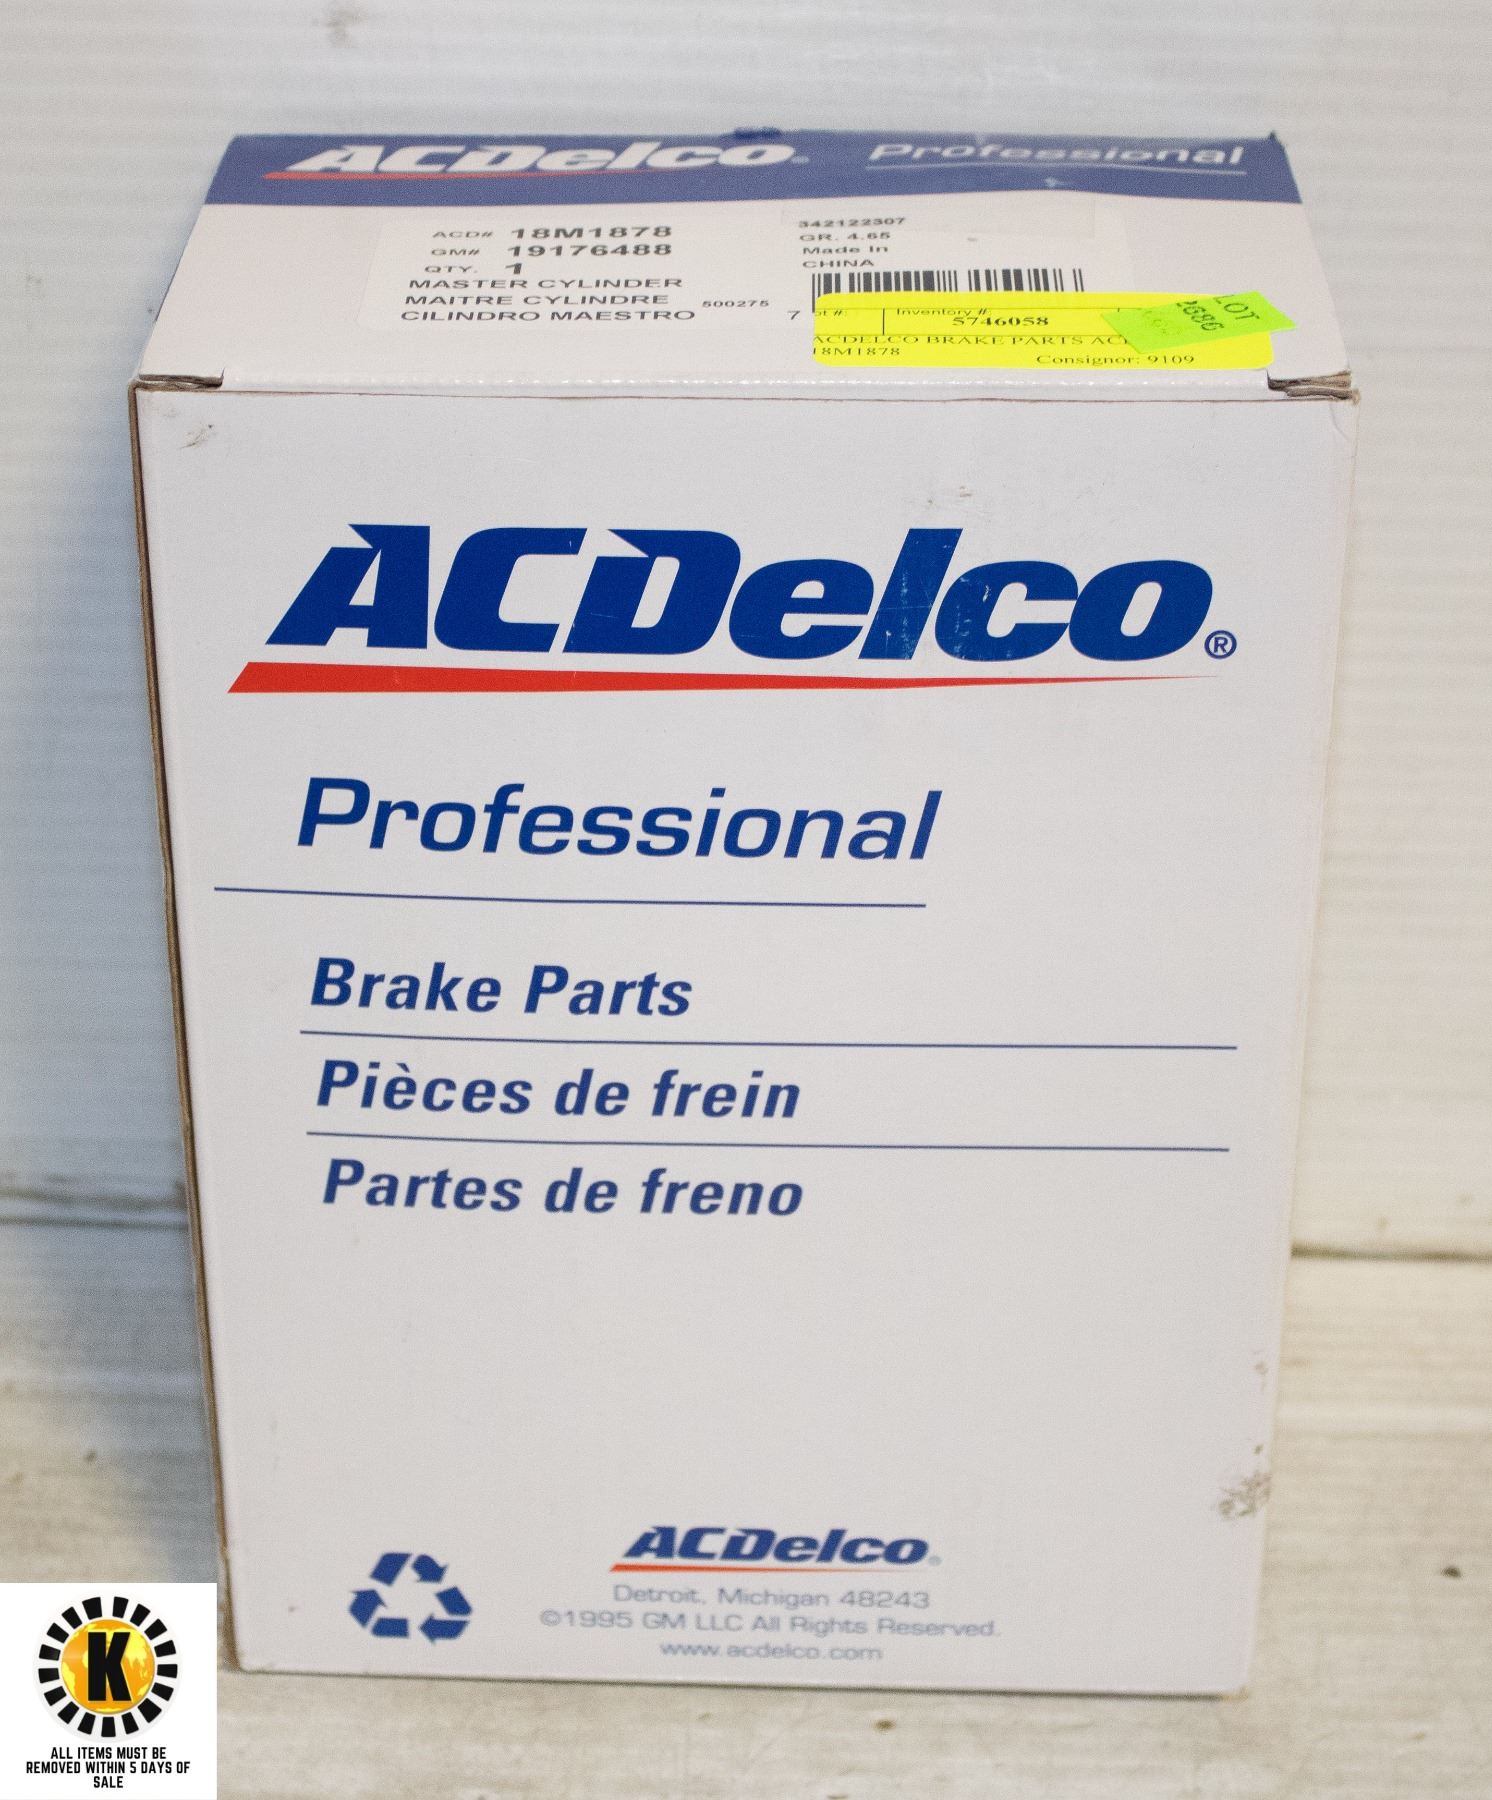 ACDelco® Professional
ACD# 18M1878
GM# 19176488
QTY. 1
MASTER CYLINDER
MAITRE CYLINDRE
CILINDRO MAESTRO
500275
342122307
GR. 4.65
Made In
CHINA
7
Inventory #:
5746058
ACDELCO BRAKE PARTS
18M1878
Consignor: 9109
LOT
2686
ACDelco®
Professional
Brake Parts
Pièces de frein
Partes de freno
ACDelco®
Detroit, Michigan 48243
©1995 GM LLC All Rights Reserved.
www.acdelco.com
K
ALL ITEMS MUST BE
REMOVED WITHIN 5 DAYS OF
SALE